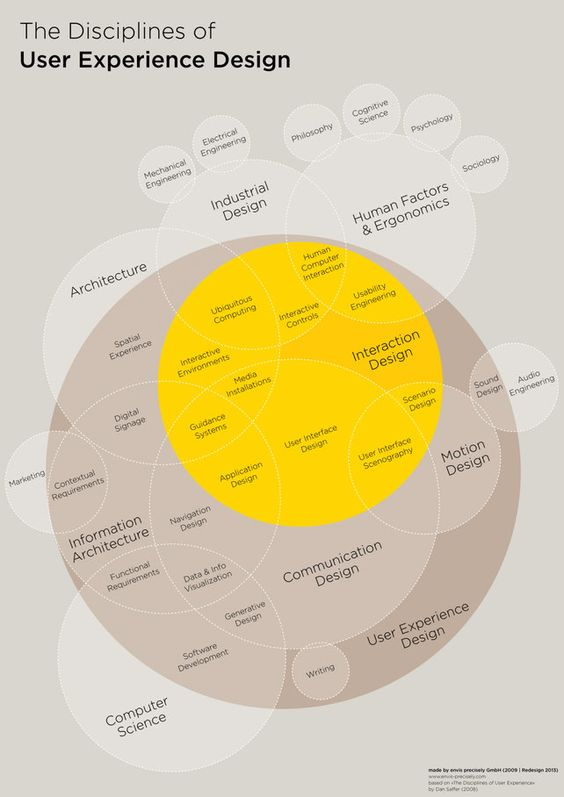 The Disciplines of
User Experience Design
Cognitive
Science
Philosophy
Psychology
Electrical
Engineering
Sociology
Mechanical
Engineering
Industrial
Design
Human Factors
& Ergonomics
Architecture
Human
Computer
Interaction
Usability
Engineering
Ubiquitous
Computing
Interactive
Controls
Spatial
Experience
Interactive
Environments
Interaction
Design
Media
Installations
Sound
Design
Audio
Engineering
Scenario
Design
Digital
Signage
Guidance
Systems
User Interface
Design
User Interface
Scenography
Motion
Design
Marketing
Contextual
Requirements
Application
Design
Navigation
Design
Information
Architecture
Functional
Requirements
Data & Info
Visualization
Communication
Design
Generative
Design
User Experience
Design
Software
Development
Writing
Computer
Science
made by envis precisely GmbH (2009 | Redesign 2013)
www.envis-precisely.com
based on «The Disciplines of User Experience»
by Dan Saffer (2008)